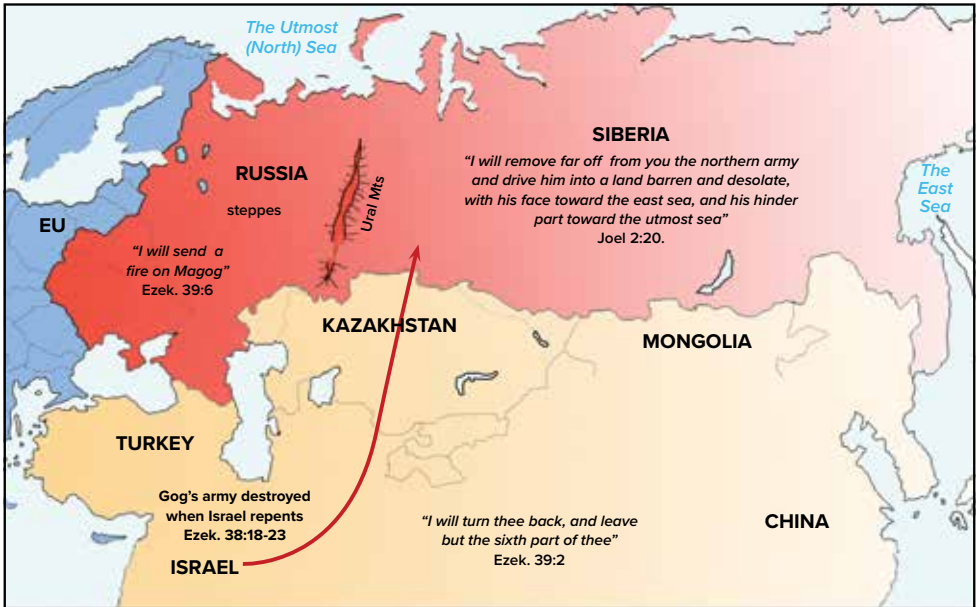 The Utmost
(North) Sea
SIBERIA
“I will remove far off from you the northern army
and drive him into a land barren and desolate,
with his face toward the east sea, and his hinder
part toward the utmost sea”
Joel 2:20.
The
East
Sea
RUSSIA
steppes
Ural Mts
EU
“I will send a
fire on Magog”
Ezek. 39:6
KAZAKHSTAN
MONGOLIA
TURKEY
Gog’s army destroyed
when Israel repents
Ezek. 38:18-23
ISRAEL
“I will turn thee back, and leave
but the sixth part of thee”
Ezek. 39:2
CHINA